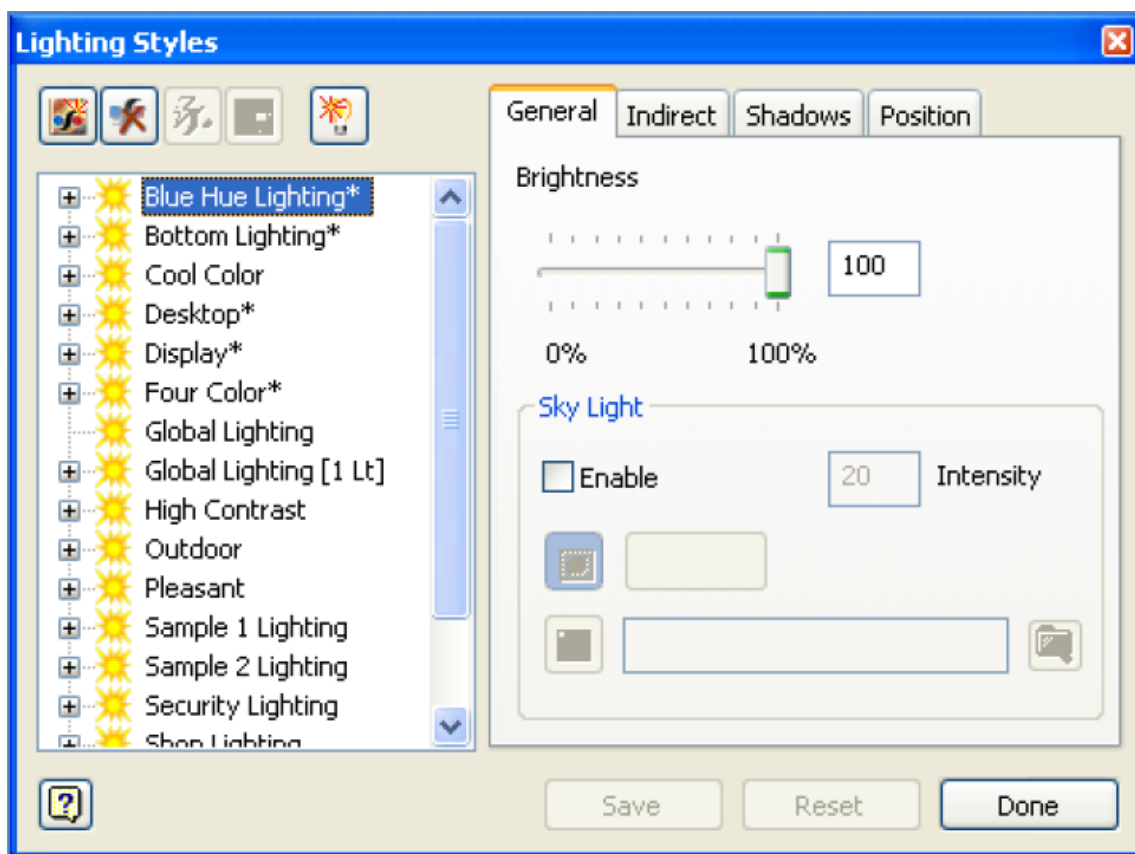 Lighting Styles
General Indirect Shadows Position
Blue Hue Lighting*
Bottom Lighting*
Cool Color
Desktop*
Display*
Four Color*
Global Lighting
Global Lighting [1 Lt]
High Contrast
Outdoor
Pleasant
Sample 1 Lighting
Sample 2 Lighting
Security Lighting
Shop Lighting
Brightness
100
0% 100%
Sky Light
Enable 20 Intensity
Save Reset Done